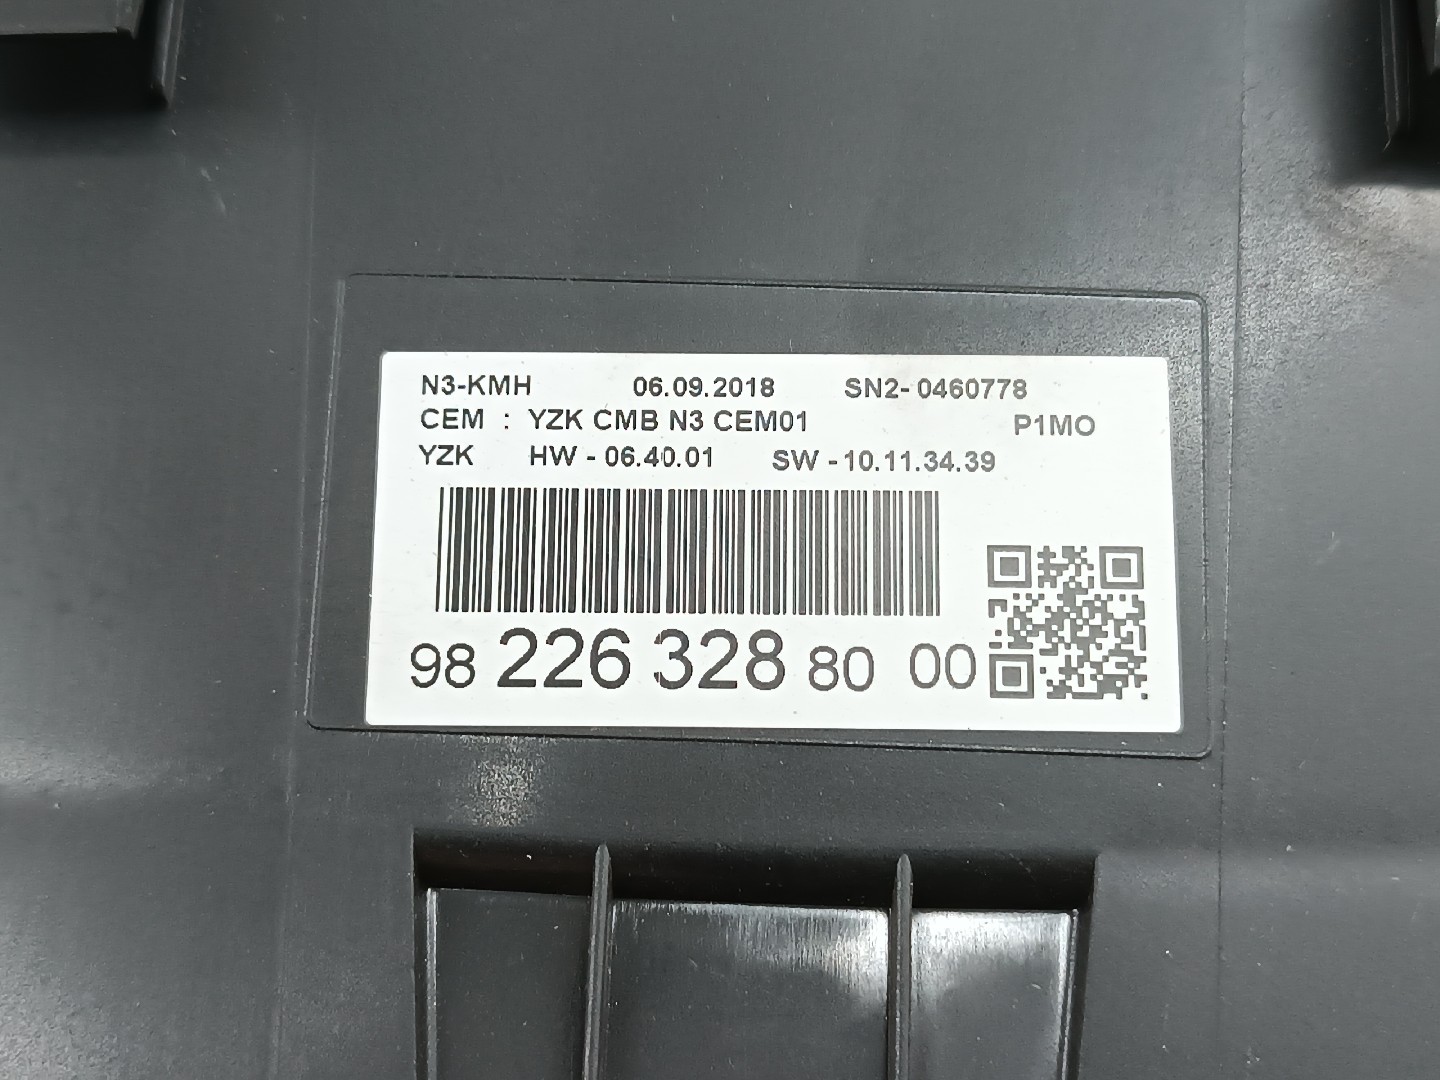 N3-KMH 06.09.2018 SN2- 0460778
CEM : YZK CMB N3 CEM01 P1MO
YZK HW - 06.40.01 SW -10.11.34.39
98 226 328 80 00